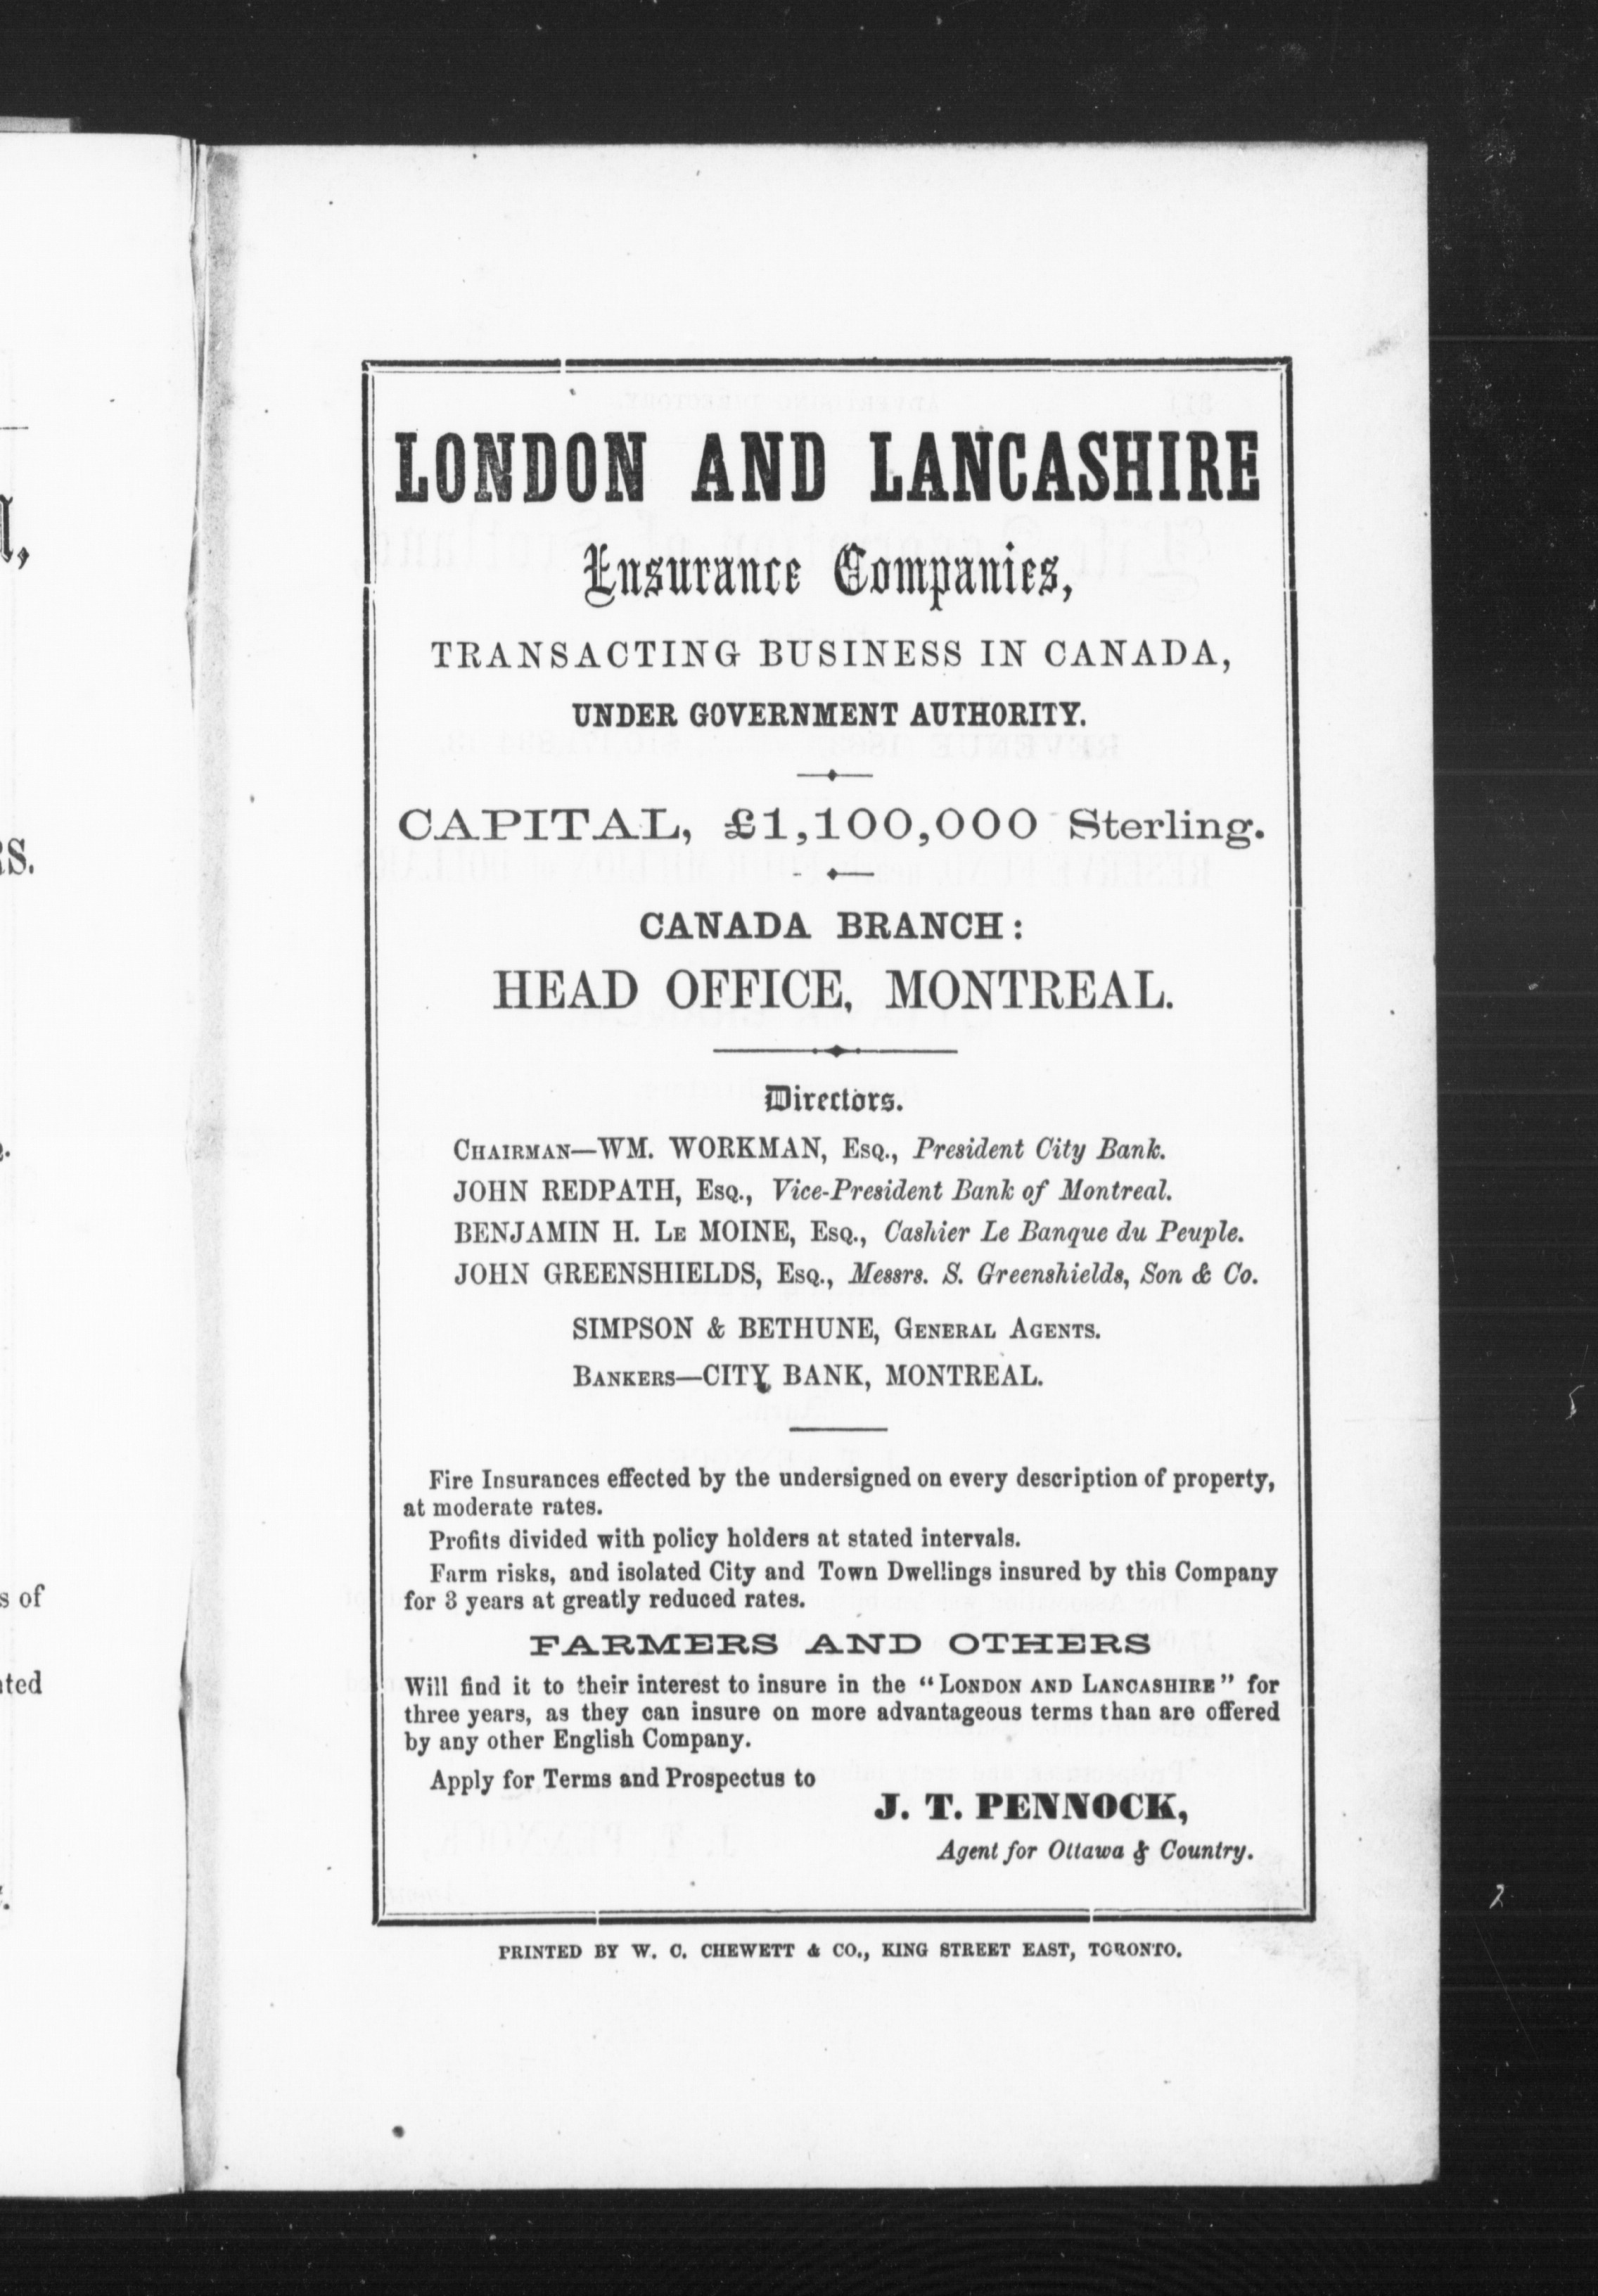 LONDON AND LANCASHIRE
Insurance Companies,
TRANSACTING BUSINESS IN CANADA,
UNDER GOVERNMENT AUTHORITY.
CAPITAL, £1,100,000 Sterling.
CANADA BRANCH:
HEAD OFFICE, MONTREAL.
Directors.
CHAIRMAN—WM. WORKMAN, ESQ., President City Bank.
JOHN REDPATH, ESQ., Vice-President Bank of Montreal.
BENJAMIN H. LE MOINE, ESQ., Cashier Le Banque du Peuple.
JOHN GREENSHIELDS, ESQ., Messrs. S. Greenshields, Son & Co.
SIMPSON & BETHUNE, GENERAL AGENTS.
BANKERS—CITY BANK, MONTREAL.
Fire Insurances effected by the undersigned on every description of property,
at moderate rates.
Profits divided with policy holders at stated intervals.
Farm risks, and isolated City and Town Dwellings insured by this Company
for 3 years at greatly reduced rates.
FARMERS AND OTHERS
Will find it to their interest to insure in the "LONDON AND LANCASHIRE" for
three years, as they can insure on more advantageous terms than are offered
by any other English Company.
Apply for Terms and Prospectus to
J. T. PENNOCK,
Agent for Ottawa & Country.
PRINTED BY W. C. CHEWETT & CO., KING STREET EAST, TORONTO.